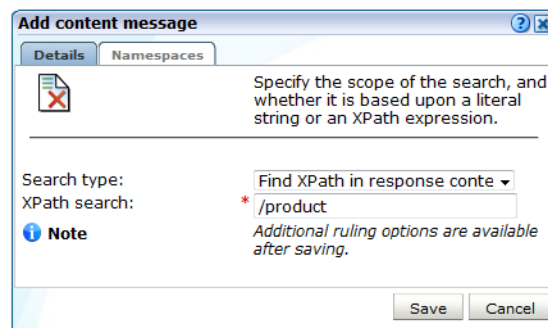 Add content message
Details
Namespaces
Specify the scope of the search, and
whether it is based upon a literal
string or an XPath expression.
Search type:
Find XPath in response conte
XPath search:
* /product
Note
Additional ruling options are available
after saving.
Save
Cancel